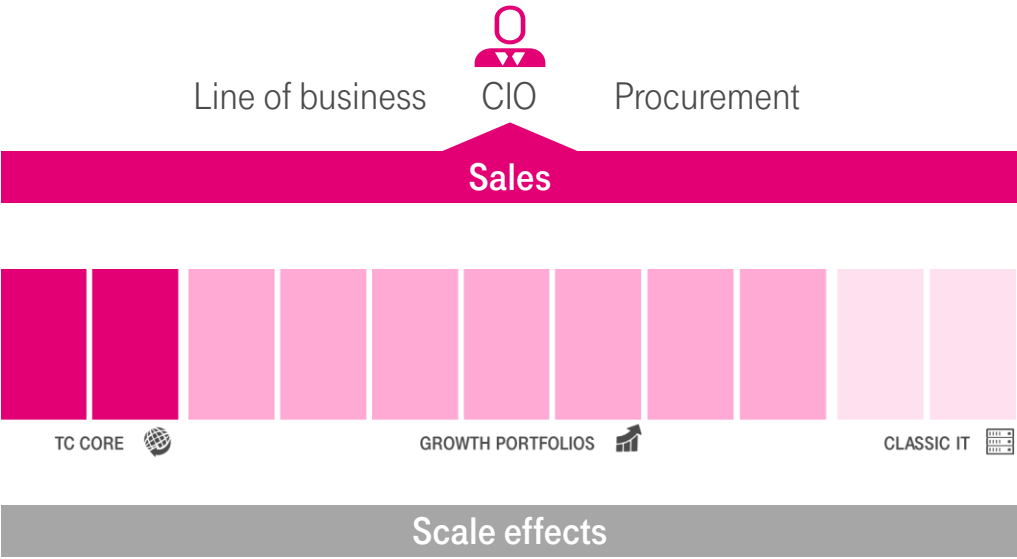 Line of business CIO Procurement
Sales
TC CORE GROWTH PORTFOLIOS CLASSIC IT
Scale effects